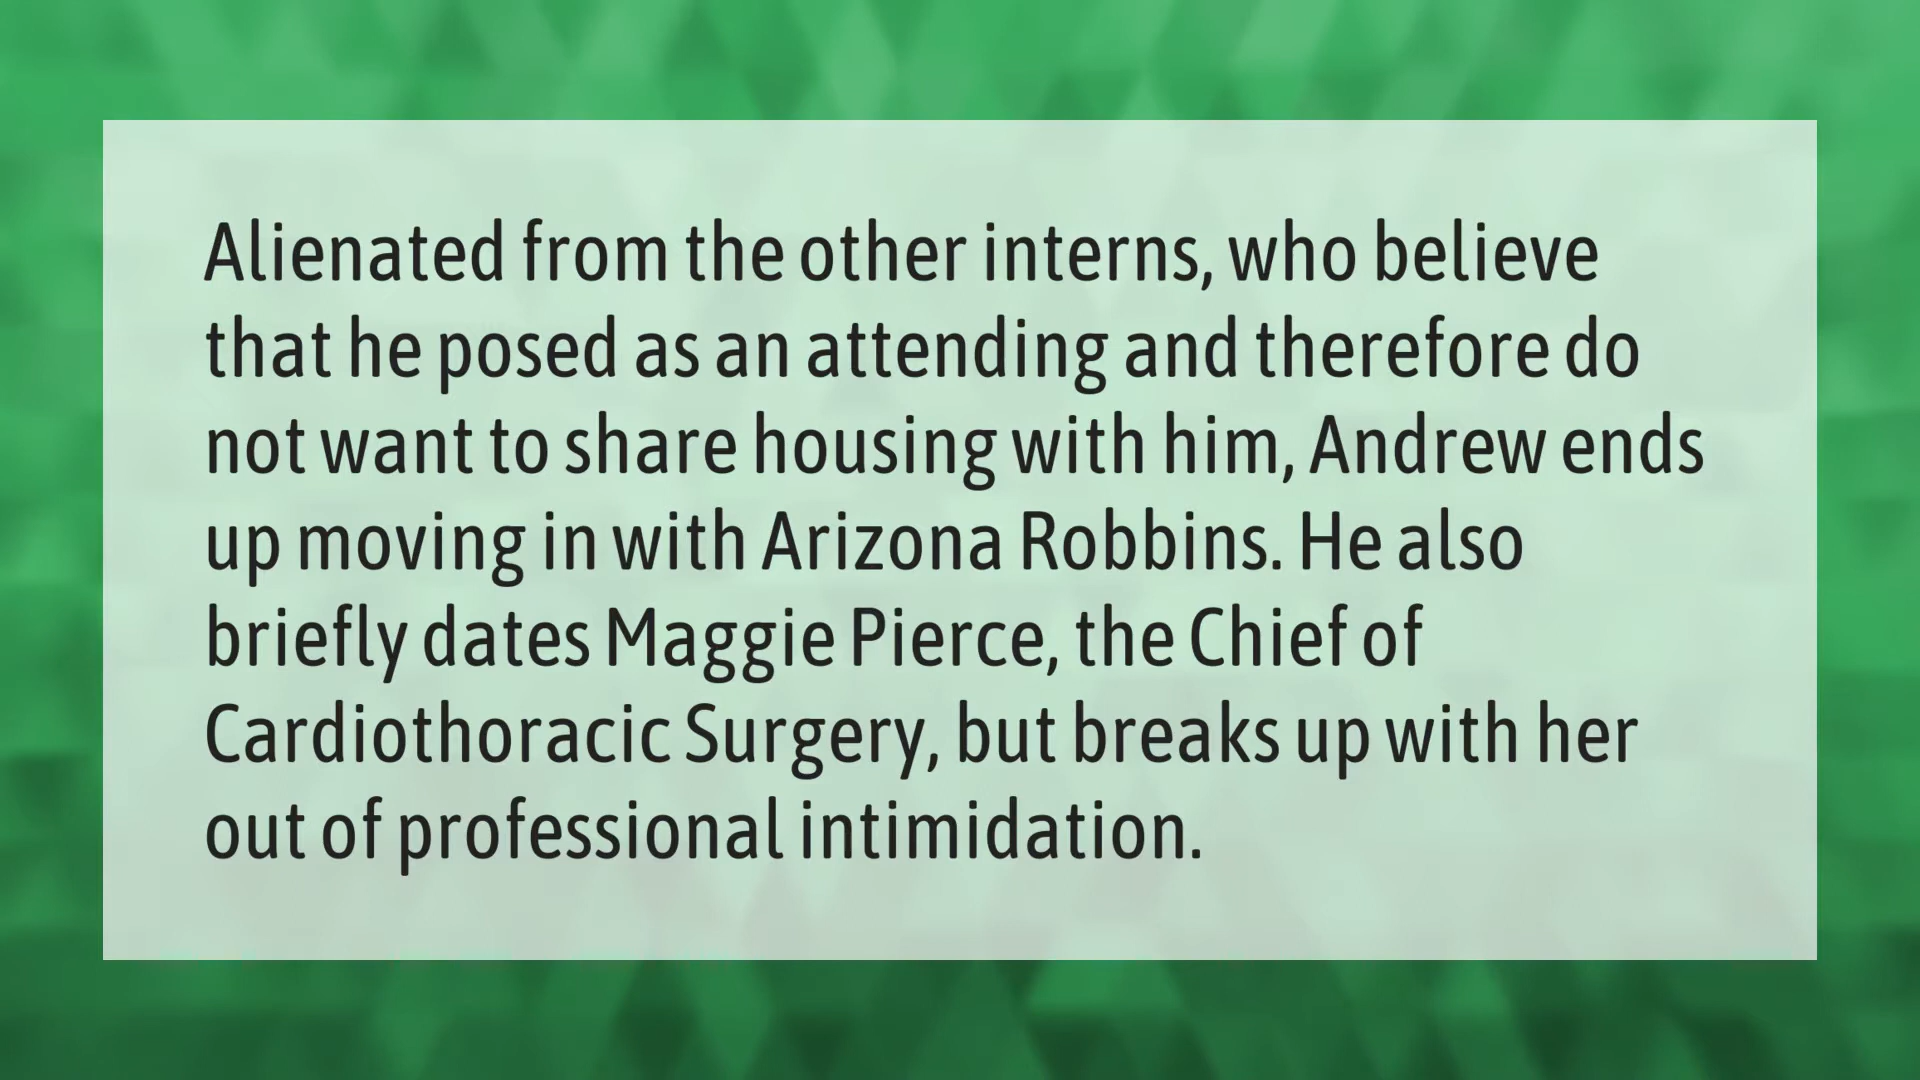 Alienated from the other interns, who believe
that he posed as an attending and therefore do
not want to share housing with him, Andrew ends
up moving in with Arizona Robbins. He also
briefly dates Maggie Pierce, the Chief of
Cardiothoracic Surgery, but breaks up with her
out of professional intimidation.